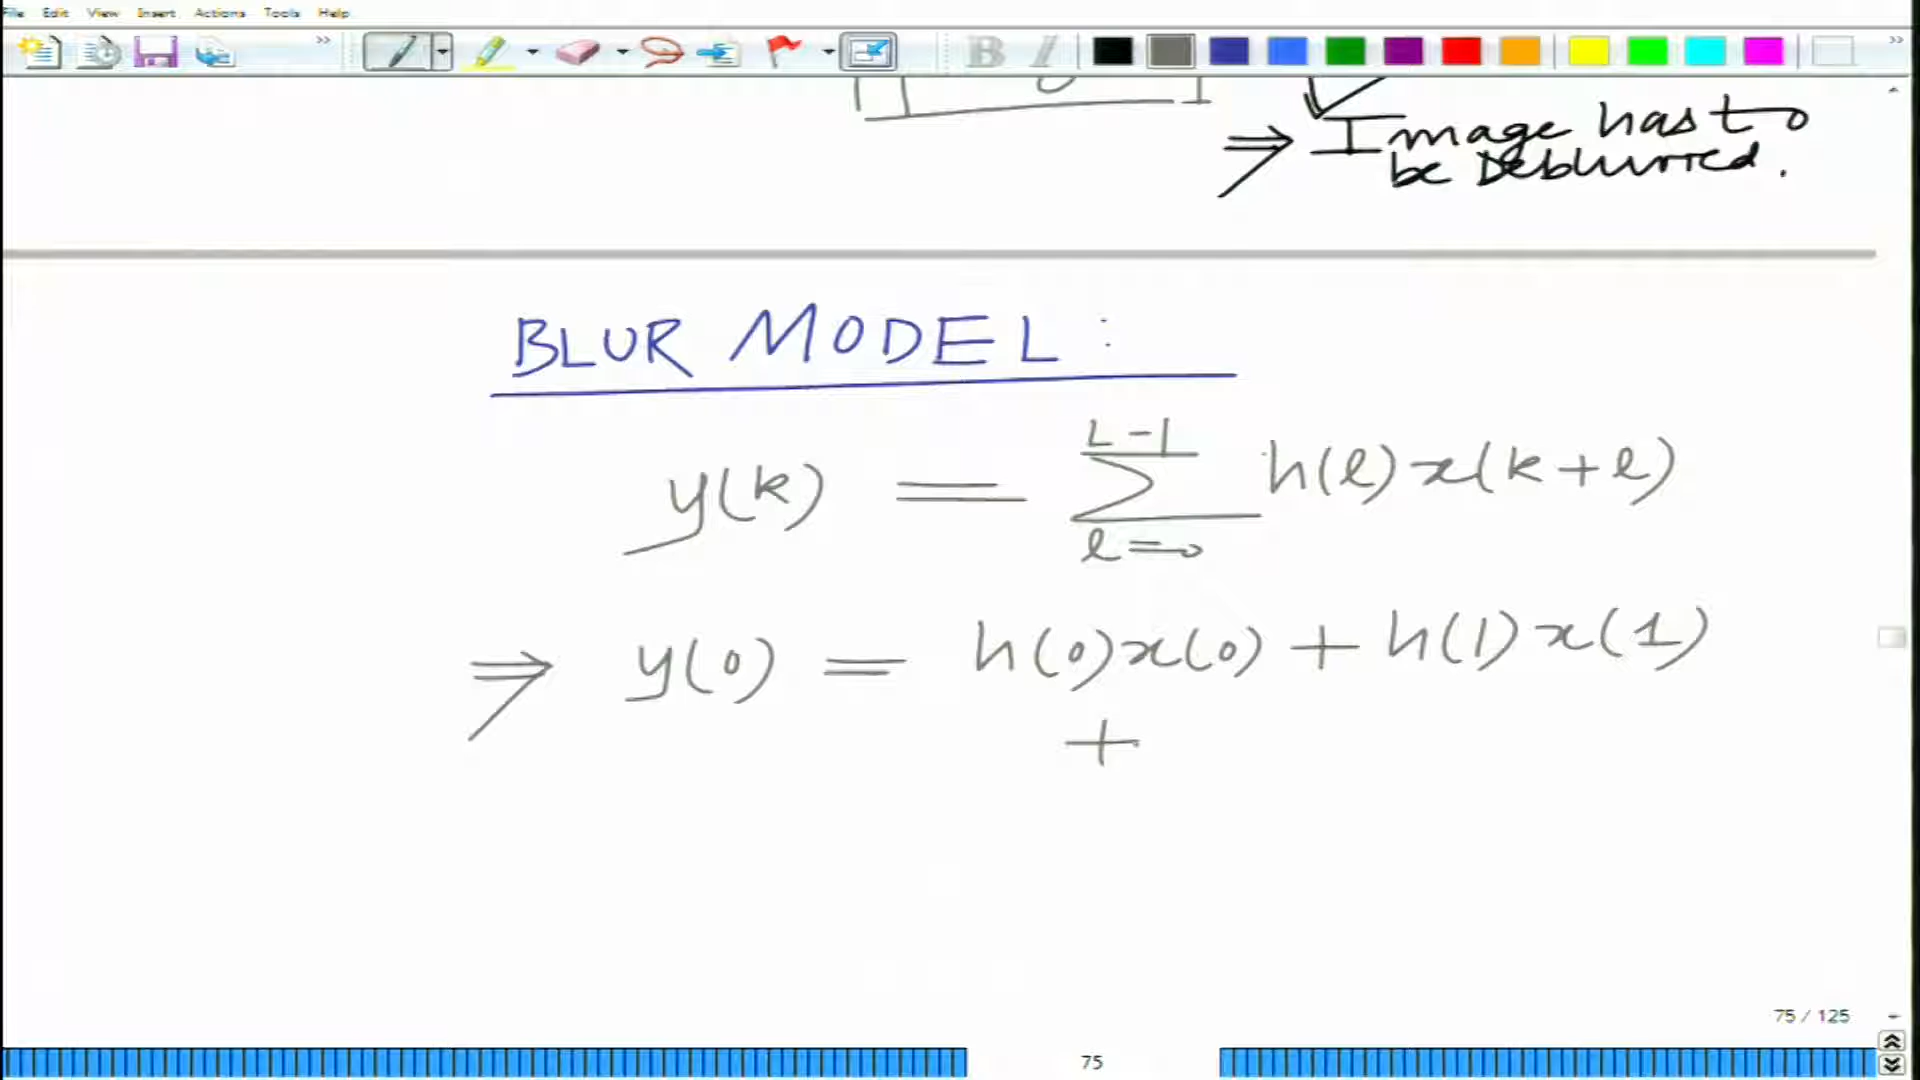 File Edit View Insert Actions Tools Help
B I
⇒ Image has to
be Deblurred.
BLUR MODEL:
L-1
y(k) = ∑ h(l)x(k+l)
l=0
⇒ y(0) = h(0)x(0) + h(1)x(1)
+
75 / 125
75